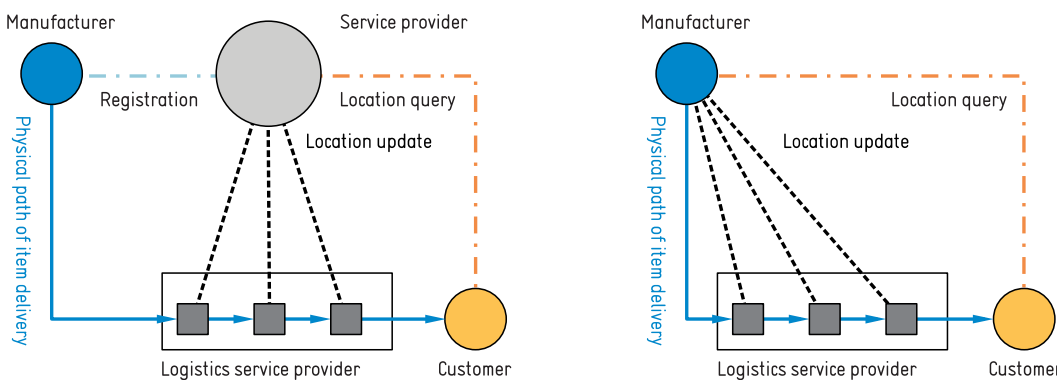 Manufacturer
Service provider
Registration
Location query
Physical path of item delivery
Location update
Logistics service provider
Customer
Manufacturer
Location query
Physical path of item delivery
Location update
Logistics service provider
Customer